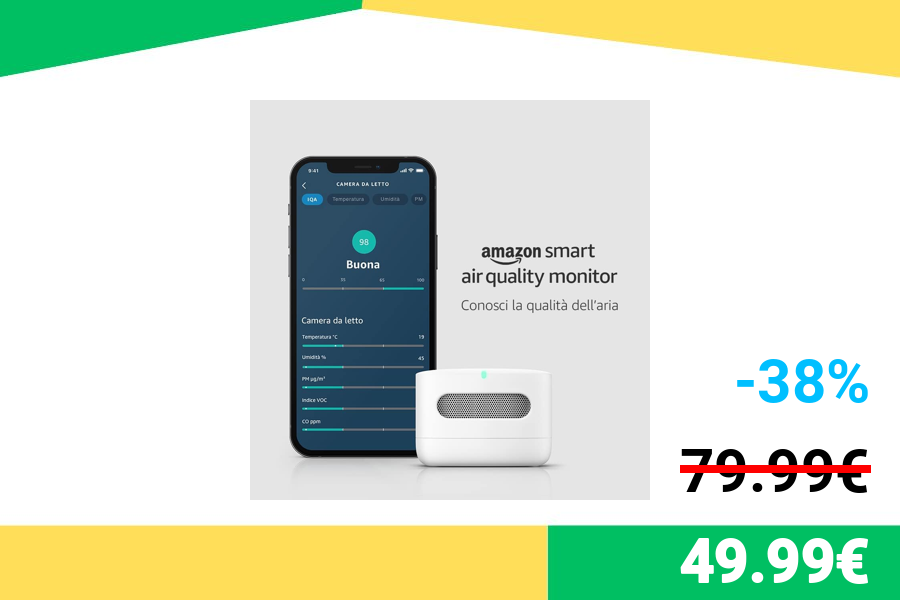 9:41
CAMERA DA LETTO
IQA Temperatura Umidità PM
98
Buona
0 35 65 100
Camera da letto
Temperatura °C 19
Umidità % 45
PM µg/m³
Indice VOC
CO ppm
amazon smart
air quality monitor
Conosci la qualità dell'aria
-38%
79.99€
49.99€